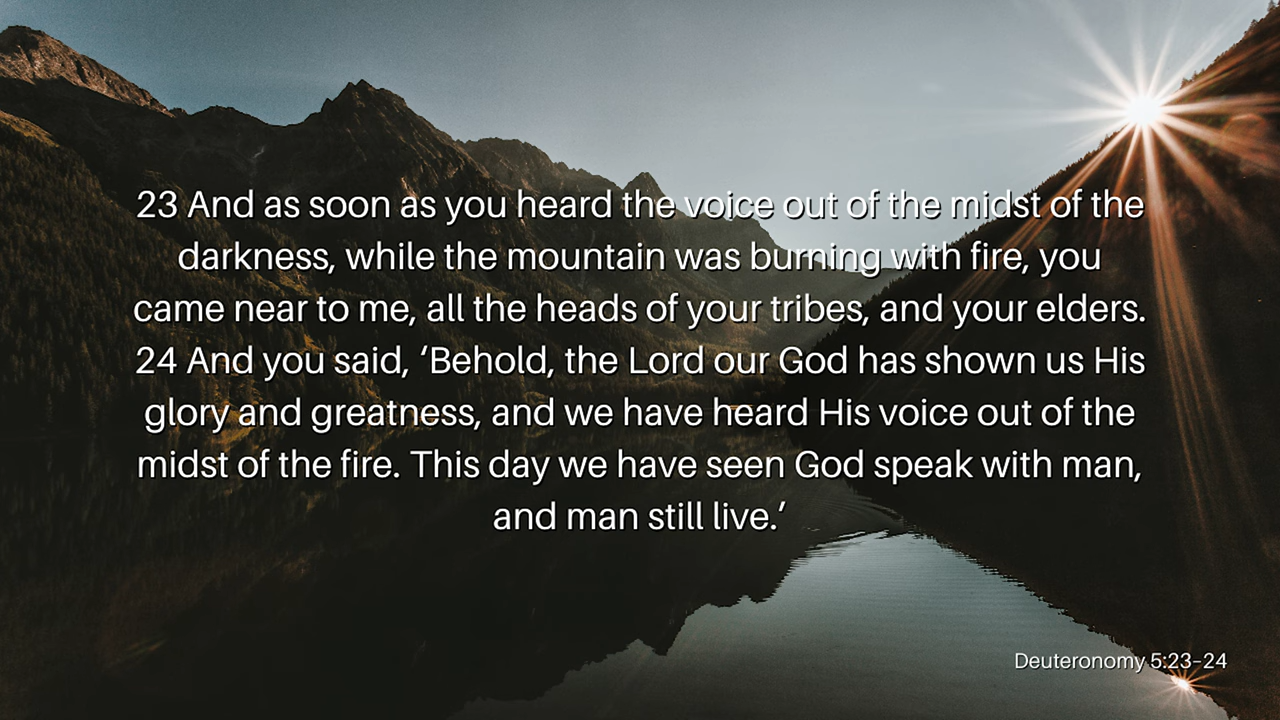 23 And as soon as you heard the voice out of the midst of the
darkness, while the mountain was burning with fire, you
came near to me, all the heads of your tribes, and your elders.
24 And you said, ‘Behold, the Lord our God has shown us His
glory and greatness, and we have heard His voice out of the
midst of the fire. This day we have seen God speak with man,
and man still live.’
Deuteronomy 5:23–24